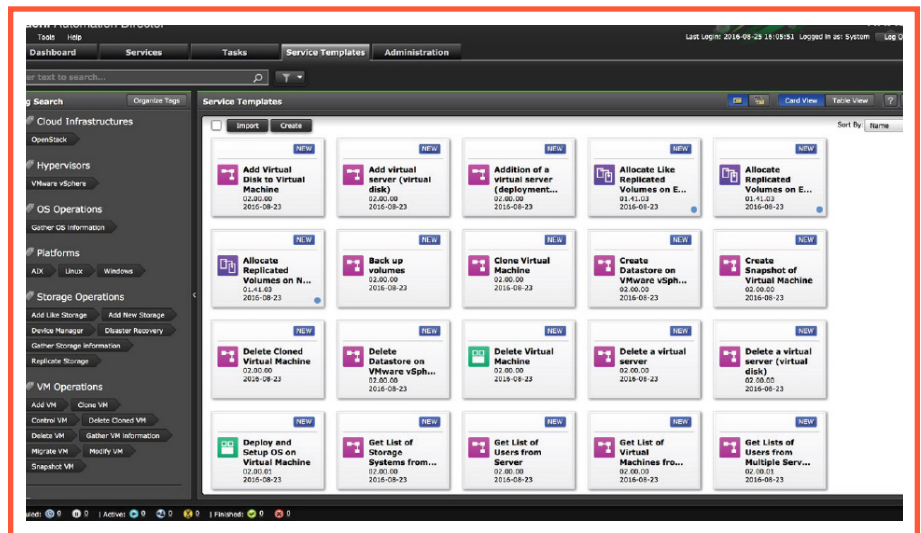 Automation Director
Tools Help
Last Login: 2016-08-25 16:05:51 Logged in as: System Log O
Dashboard Services Tasks Service Templates Administration
er text to search...
g Search Organize Tags
Service Templates Card View Table View ?
Cloud Infrastructures
OpenStack
Hypervisors
VMware vSphere
OS Operations
Gather OS Information
Platforms
AIX Linux Windows
Storage Operations
Add Like Storage Add New Storage
Device Manager Disaster Recovery
Gather Storage Information
Replicate Storage
VM Operations
Add VM Clone VM
Control VM Delete Cloned VM
Delete VM Gather VM Information
Migrate VM Modify VM
Snapshot VM
Import Create Sort By: Name
NEW
Add Virtual
Disk to Virtual
Machine
02.00.00
2016-08-23
NEW
Add virtual
server (virtual
disk)
02.00.00
2016-08-23
NEW
Addition of a
virtual server
(deployment...
02.00.00
2016-08-23
NEW
Allocate Like
Replicated
Volumes on E...
01.41.03
2016-08-23
NEW
Allocate
Replicated
Volumes on E...
01.41.03
2016-08-23
NEW
Allocate
Replicated
Volumes on N...
01.41.03
2016-08-23
NEW
Back up
volumes
02.00.00
2016-08-23
NEW
Clone Virtual
Machine
02.00.00
2016-08-23
NEW
Create
Datastore on
VMware vSph...
02.00.00
2016-08-23
NEW
Create
Snapshot of
Virtual Machine
02.00.00
2016-08-23
NEW
Delete Cloned
Virtual Machine
02.00.00
2016-08-23
NEW
Delete
Datastore on
VMware vSph...
02.00.00
2016-08-23
NEW
Delete Virtual
Machine
02.00.00
2016-08-23
NEW
Delete a virtual
server
02.00.00
2016-08-23
NEW
Delete a virtual
server (virtual
disk)
02.00.00
2016-08-23
NEW
Deploy and
Setup OS on
Virtual Machine
02.00.01
2016-08-23
NEW
Get List of
Storage
Systems from...
02.00.00
2016-08-23
NEW
Get List of
Users from
Server
02.00.00
2016-08-23
NEW
Get List of
Virtual
Machines fro...
02.00.00
2016-08-23
NEW
Get Lists of
Users from
Multiple Serv...
02.00.01
2016-08-23
uled: 0 0 | Active: 0 0 0 | Finished: 0 0